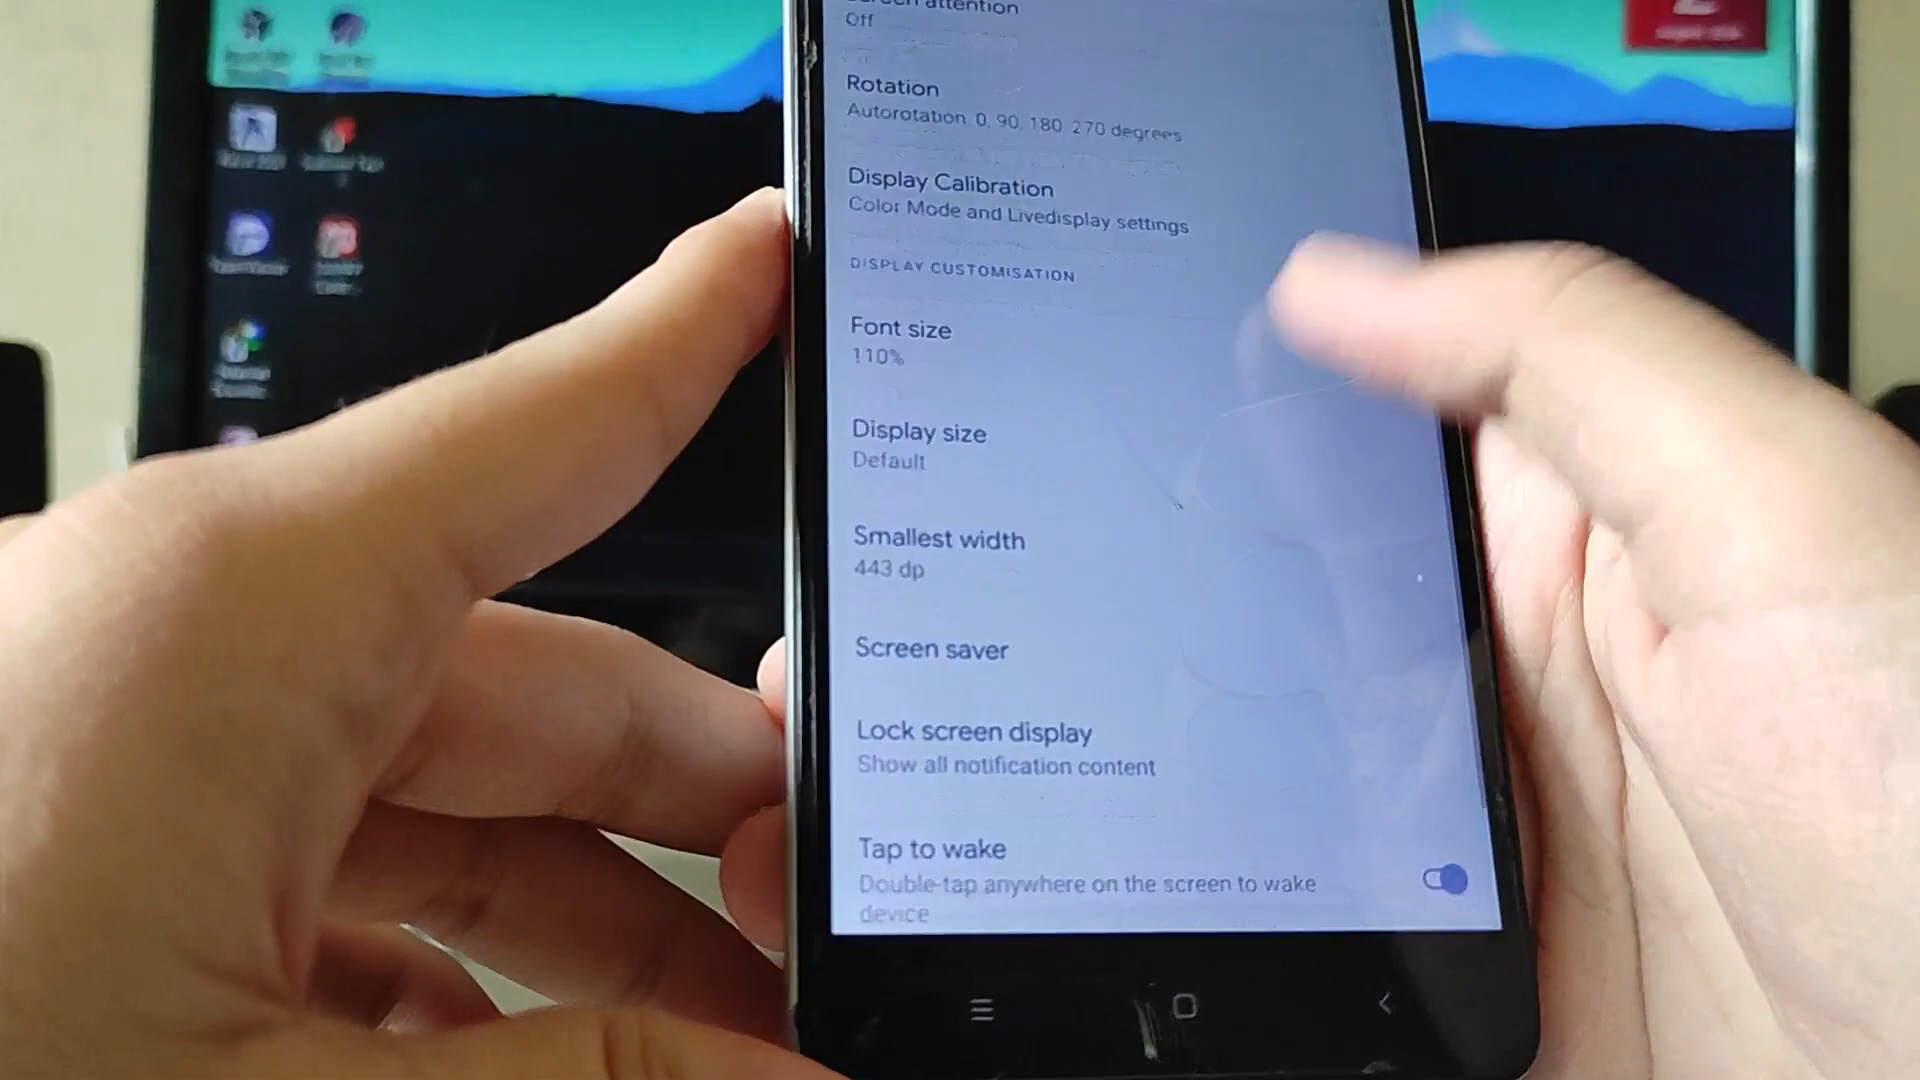 Screen attention
Off
Rotation
Autorotation, 0, 90, 180, 270 degrees
Display Calibration
Color Mode and Livedisplay settings
DISPLAY CUSTOMISATION
Font size
110%
Display size
Default
Smallest width
443 dp
Screen saver
Lock screen display
Show all notification content
Tap to wake
Double-tap anywhere on the screen to wake
device